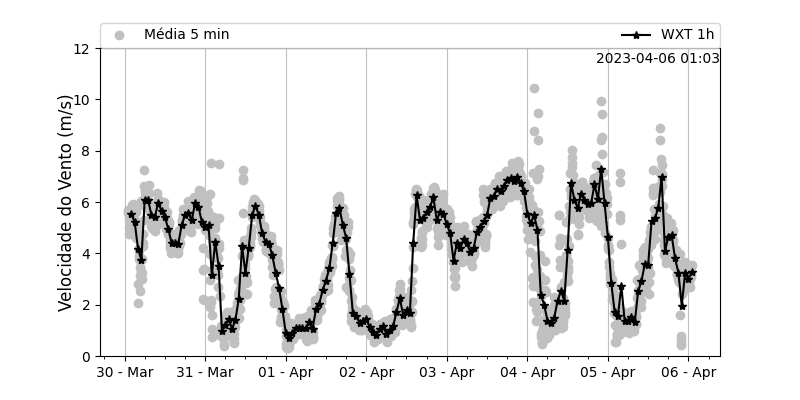 Média 5 min
WXT 1h
2023-04-06 01:03
Velocidade do Vento (m/s)
12
10
8
6
4
2
0
30 - Mar
31 - Mar
01 - Apr
02 - Apr
03 - Apr
04 - Apr
05 - Apr
06 - Apr